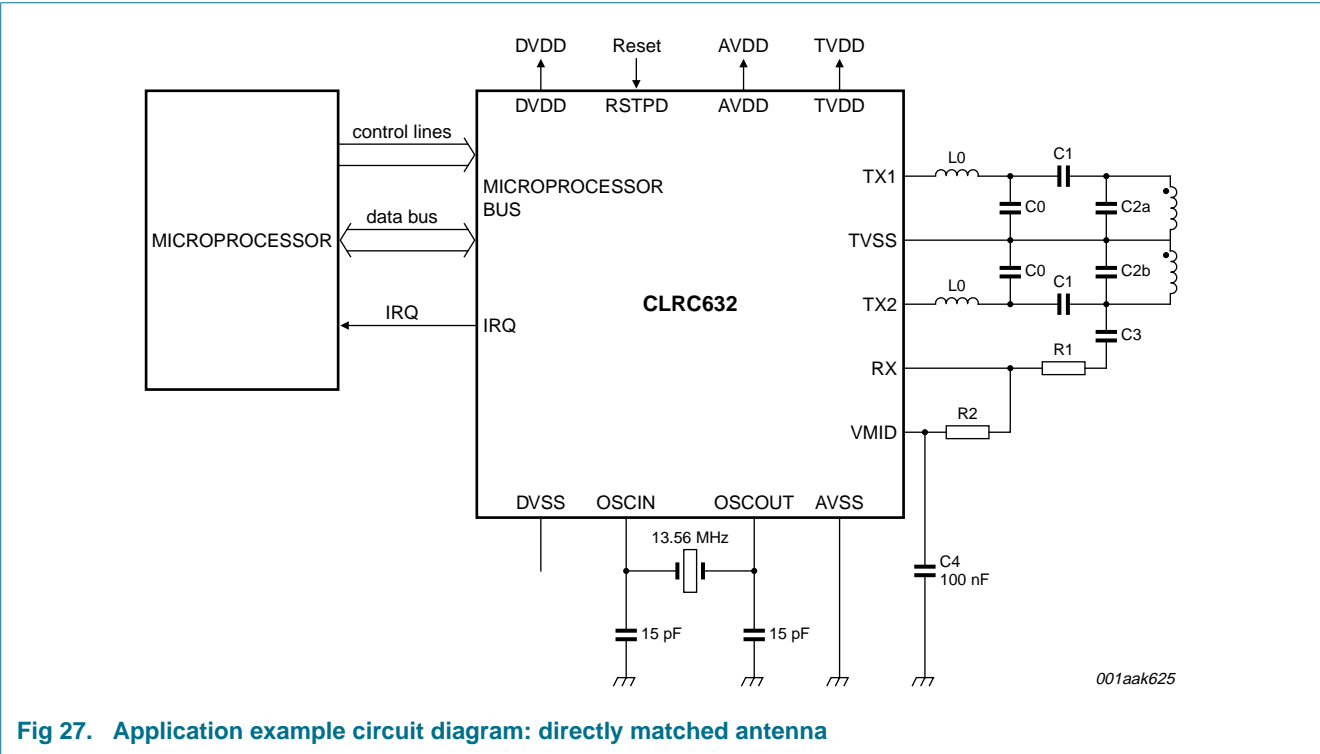 DVDD Reset AVDD TVDD
DVDD RSTPD AVDD TVDD
control lines
MICROPROCESSOR
BUS
data bus
MICROPROCESSOR
IRQ
IRQ
CLRC632
TX1
L0
C1
C0
C2a
TVSS
C0
C2b
TX2
L0
C1
C3
RX
R1
VMID
R2
DVSS OSCIN OSCOUT AVSS
13.56 MHz
C4
100 nF
15 pF
15 pF
001aak625
Fig 27. Application example circuit diagram: directly matched antenna